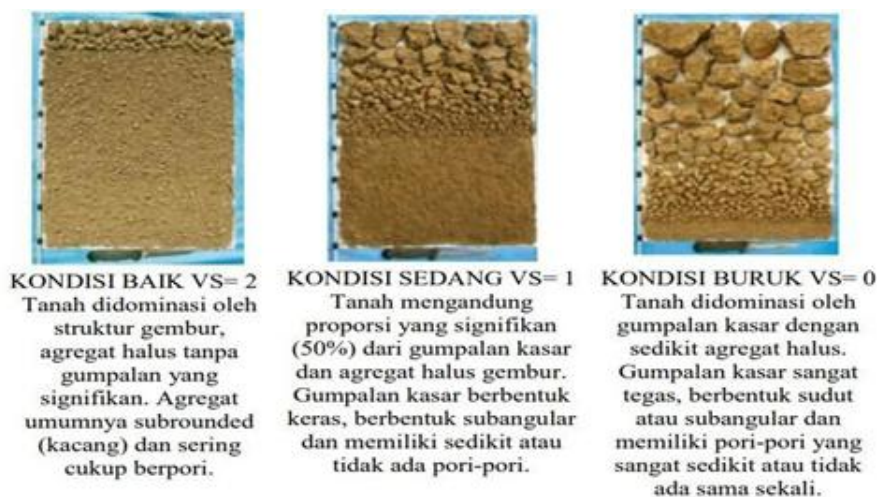 KONDISI BAIK VS= 2
Tanah didominasi oleh
struktur gembur,
agregat halus tanpa
gumpalan yang
signifikan. Agregat
umumnya subrounded
(kacang) dan sering
cukup berpori.
KONDISI SEDANG VS= 1
Tanah mengandung
proporsi yang signifikan
(50%) dari gumpalan kasar
dan agregat halus gembur.
Gumpalan kasar berbentuk
keras, berbentuk subangular
dan memiliki sedikit atau
tidak ada pori-pori.
KONDISI BURUK VS= 0
Tanah didominasi oleh
gumpalan kasar dengan
sedikit agregat halus.
Gumpalan kasar sangat
tegas, berbentuk sudut
atau subangular dan
memiliki pori-pori yang
sangat sedikit atau tidak
ada sama sekali.